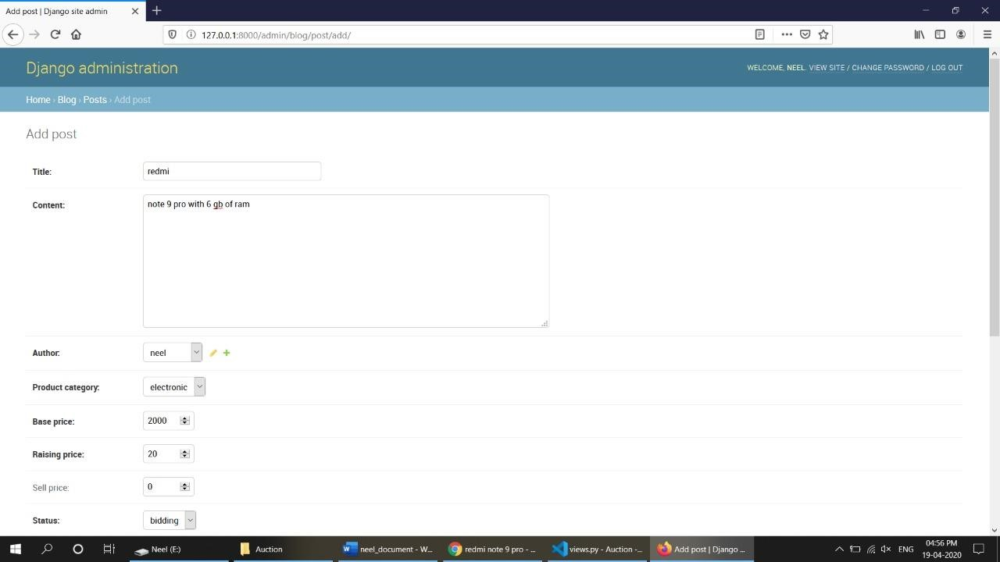 Add post | Django site admin
127.0.0.1:8000/admin/blog/post/add/
Django administration
WELCOME, NEEL. VIEW SITE / CHANGE PASSWORD / LOG OUT
Home › Blog › Posts › Add post
Add post
Title: redmi
Content: note 9 pro with 6 gb of ram
Author: neel
Product category: electronic
Base price: 2000
Raising price: 20
Sell price: 0
Status: bidding
Neel (E:) Auction neel_document - W... redmi note 9 pro - ... views.py - Auction -... Add post | Django ... ENG 04:56 PM
19-04-2020